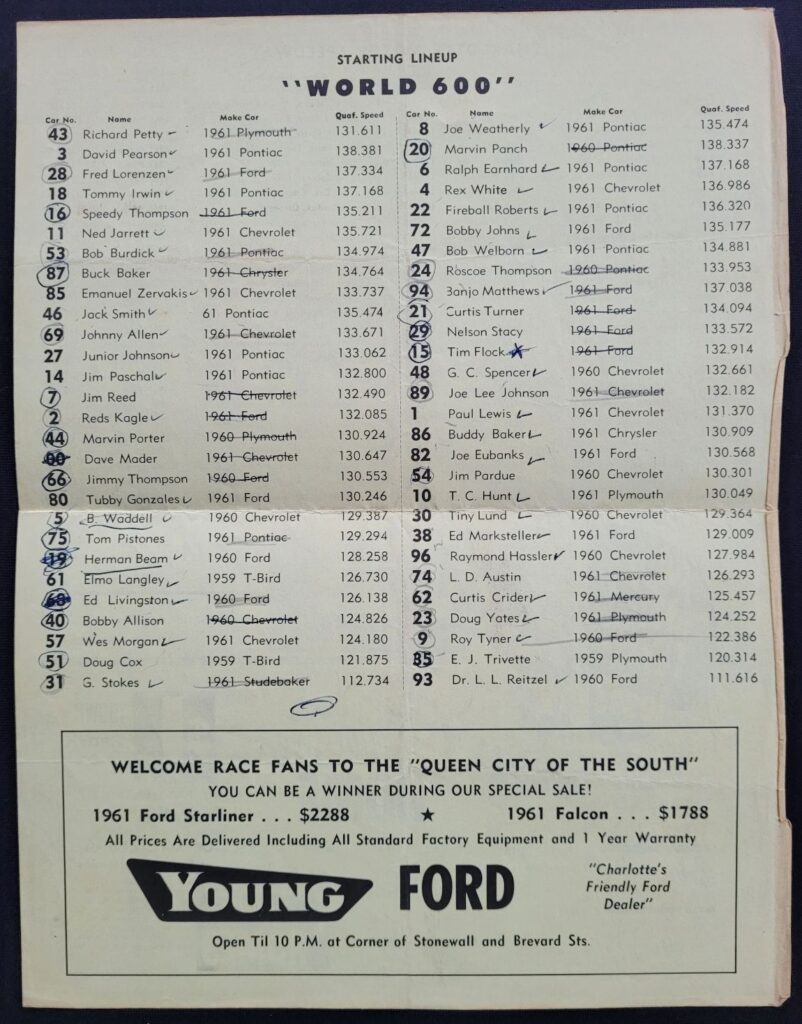 STARTING LINEUP
"WORLD 600"
Car No. Name Make Car Quaf. Speed
43 Richard Petty 1961 Plymouth 131.611
3 David Pearson 1961 Pontiac 138.381
28 Fred Lorenzen 1961 Ford 137.334
18 Tommy Irwin 1961 Pontiac 137.168
16 Speedy Thompson 1961 Ford 135.211
11 Ned Jarrett 1961 Chevrolet 135.721
53 Bob Burdick 1961 Pontiac 134.974
87 Buck Baker 1961 Chrysler 134.764
85 Emanuel Zervakis 1961 Chevrolet 133.737
46 Jack Smith 61 Pontiac 135.474
69 Johnny Allen 1961 Chevrolet 133.671
27 Junior Johnson 1961 Pontiac 133.062
14 Jim Paschal 1961 Pontiac 132.800
7 Jim Reed 1961 Chevrolet 132.490
2 Reds Kagle 1961 Ford 132.085
44 Marvin Porter 1960 Plymouth 130.924
00 Dave Mader 1961 Chevrolet 130.647
66 Jimmy Thompson 1960 Ford 130.553
80 Tubby Gonzales 1961 Ford 130.246
5 B. Waddell 1960 Chevrolet 129.387
75 Tom Pistones 1961 Pontiac 129.294
19 Herman Beam 1960 Ford 128.258
61 Elmo Langley 1959 T-Bird 126.730
68 Ed Livingston 1960 Ford 126.138
40 Bobby Allison 1960 Chevrolet 124.826
57 Wes Morgan 1961 Chevrolet 124.180
51 Doug Cox 1959 T-Bird 121.875
31 G. Stokes 1961 Studebaker 112.734
Car No. Name Make Car Quaf. Speed
8 Joe Weatherly 1961 Pontiac 135.474
20 Marvin Panch 1960 Pontiac 138.337
6 Ralph Earnhard 1961 Pontiac 137.168
4 Rex White 1961 Chevrolet 136.986
22 Fireball Roberts 1961 Pontiac 136.320
72 Bobby Johns 1961 Ford 135.177
47 Bob Welborn 1961 Pontiac 134.881
24 Roscoe Thompson 1960 Pontiac 133.953
94 Banjo Matthews 1961 Ford 137.038
21 Curtis Turner 1961 Ford 134.094
29 Nelson Stacy 1961 Ford 133.572
15 Tim Flock 1961 Ford 132.914
48 G. C. Spencer 1960 Chevrolet 132.661
89 Joe Lee Johnson 1961 Chevrolet 132.182
1 Paul Lewis 1961 Chevrolet 131.370
86 Buddy Baker 1961 Chrysler 130.909
82 Joe Eubanks 1961 Ford 130.568
54 Jim Pardue 1960 Chevrolet 130.301
10 T. C. Hunt 1961 Plymouth 130.049
30 Tiny Lund 1960 Chevrolet 129.364
38 Ed Marksteller 1961 Ford 129.009
96 Raymond Hassler 1960 Chevrolet 127.984
74 L. D. Austin 1961 Chevrolet 126.293
62 Curtis Crider 1961 Mercury 125.457
23 Doug Yates 1961 Plymouth 124.252
9 Roy Tyner 1960 Ford 122.386
85 E. J. Trivette 1959 Plymouth 120.314
93 Dr. L. L. Reitzel 1960 Ford 111.616
WELCOME RACE FANS TO THE "QUEEN CITY OF THE SOUTH"
YOU CAN BE A WINNER DURING OUR SPECIAL SALE!
1961 Ford Starliner . . . $2288 ★ 1961 Falcon . . . $1788
All Prices Are Delivered Including All Standard Factory Equipment and 1 Year Warranty
YOUNG FORD
"Charlotte's
Friendly Ford
Dealer"
Open Til 10 P.M. at Corner of Stonewall and Brevard Sts.